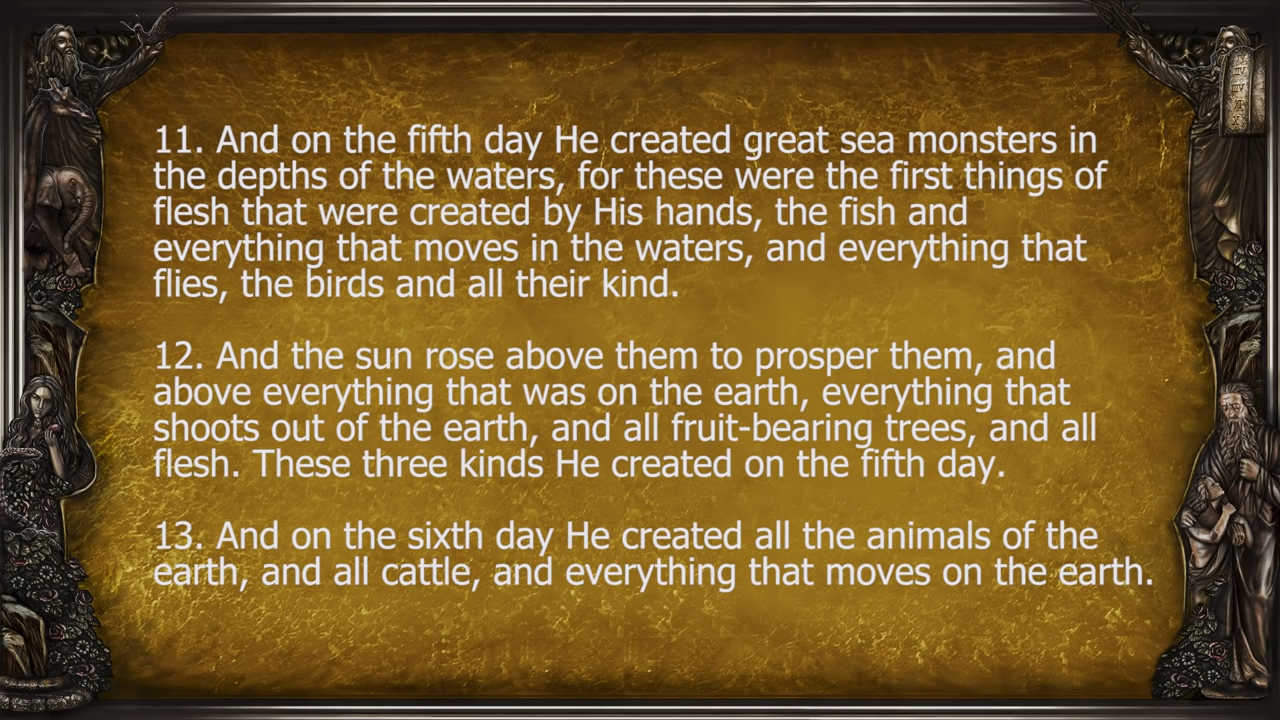 11. And on the fifth day He created great sea monsters in
the depths of the waters, for these were the first things of
flesh that were created by His hands, the fish and
everything that moves in the waters, and everything that
flies, the birds and all their kind.
12. And the sun rose above them to prosper them, and
above everything that was on the earth, everything that
shoots out of the earth, and all fruit-bearing trees, and all
flesh. These three kinds He created on the fifth day.
13. And on the sixth day He created all the animals of the
earth, and all cattle, and everything that moves on the earth.